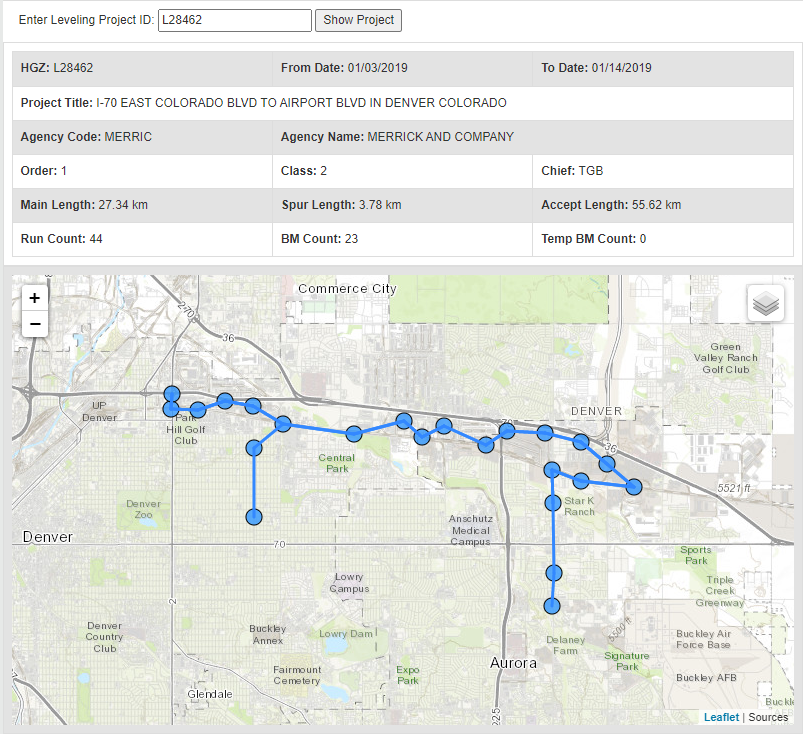 Enter Leveling Project ID: L28462 Show Project
HGZ: L28462 From Date: 01/03/2019 To Date: 01/14/2019
Project Title: I-70 EAST COLORADO BLVD TO AIRPORT BLVD IN DENVER COLORADO
Agency Code: MERRIC Agency Name: MERRICK AND COMPANY
Order: 1 Class: 2 Chief: TGB
Main Length: 27.34 km Spur Length: 3.78 km Accept Length: 55.62 km
Run Count: 44 BM Count: 23 Temp BM Count: 0
+
−
Commerce City
270
36
Green
Valley Ranch
Golf Club
UP
Denver
Park
Hill Golf
Club
DENVER
70
36
Central
Park
5521 ft
Denver
Zoo
Star K
Ranch
Anschutz
Medical
Campus
Denver
70
Sports
Park
Lowry
Campus
Triple
Creek
Greenway
2
Denver
Country
Club
Buckley
Annex
Lowry Dam
5500 ft
Delaney
Farm
Buckley Air
Force Base
Aurora
Signature
Park
Fairmount
Cemetery
Expo
Park
Buckley AFB
Glendale
225
Buckley
Leaflet | Sources